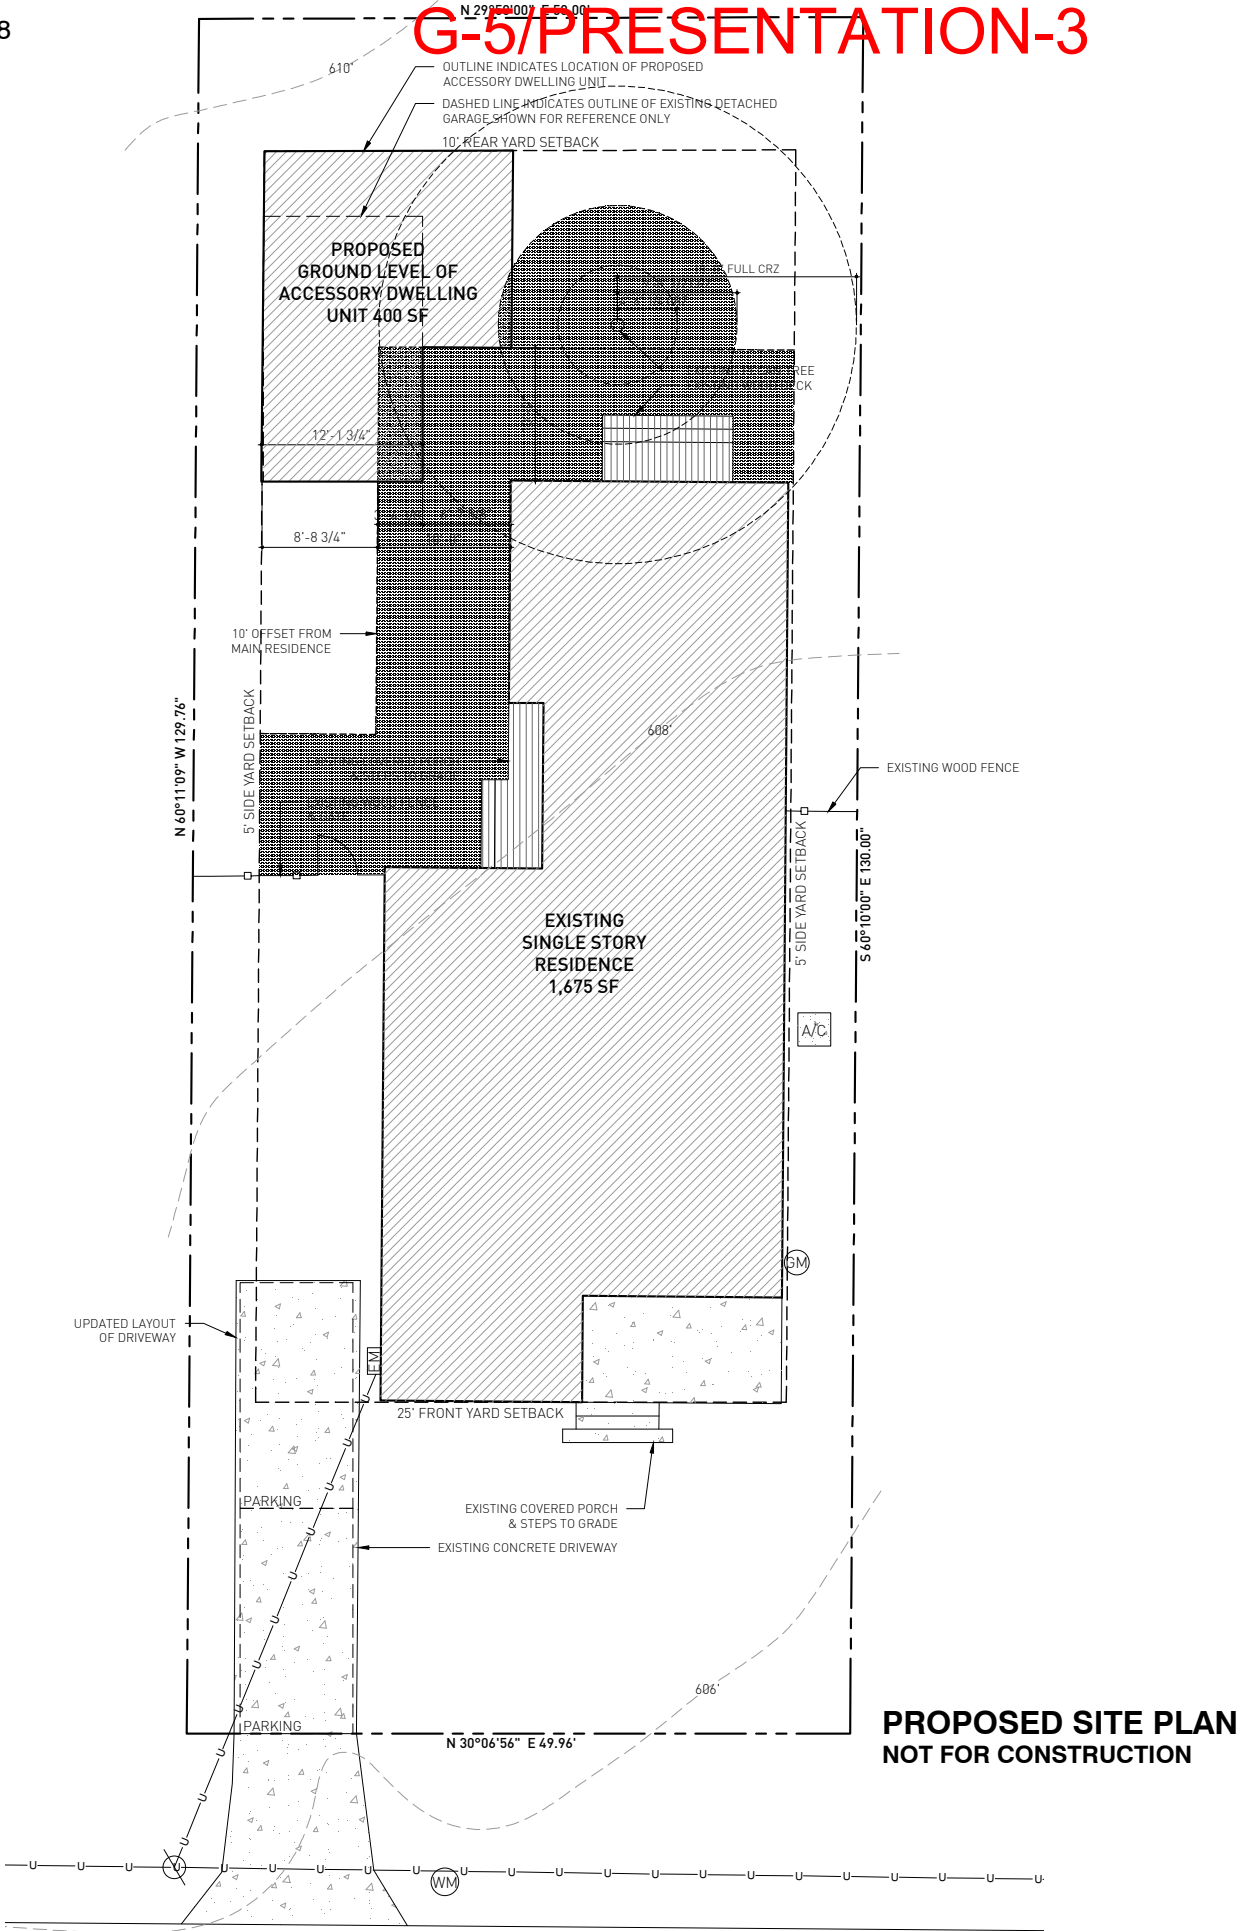 8
G-5/PRESENTATION-3
N 29°50'00" E 50.00'
610'
OUTLINE INDICATES LOCATION OF PROPOSED
ACCESSORY DWELLING UNIT
DASHED LINE INDICATES OUTLINE OF EXISTING DETACHED
GARAGE SHOWN FOR REFERENCE ONLY
10' REAR YARD SETBACK
PROPOSED
GROUND LEVEL OF
ACCESSORY DWELLING
UNIT 400 SF
FULL CRZ
12'-1 3/4"
8'-8 3/4"
10' OFFSET FROM
MAIN RESIDENCE
N 60°11'09" W 129.76"
5' SIDE YARD SETBACK
608'
EXISTING WOOD FENCE
5' SIDE YARD SETBACK
S 60°10'00" E 130.00"
EXISTING
SINGLE STORY
RESIDENCE
1,675 SF
A/C
GM
UPDATED LAYOUT
OF DRIVEWAY
EM
25' FRONT YARD SETBACK
PARKING
EXISTING COVERED PORCH
& STEPS TO GRADE
EXISTING CONCRETE DRIVEWAY
606'
PARKING
N 30°06'56" E 49.96'
PROPOSED SITE PLAN
NOT FOR CONSTRUCTION
U U U U U U U U U U U U U U U U U U U U U U
WM